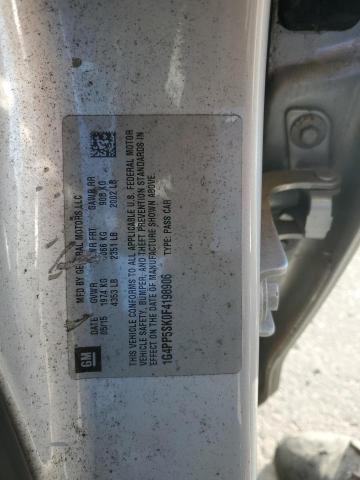 GM
MFD BY GENERAL MOTORS LLC
DATE GVWR GAWR FRT GAWR RR
05/15 1974 KG 1066 KG 908 KG
4353 LB 2351 LB 2002 LB
THIS VEHICLE CONFORMS TO ALL APPLICABLE U.S. FEDERAL MOTOR
VEHICLE SAFETY, BUMPER, AND THEFT PREVENTION STANDARDS IN
EFFECT ON THE DATE OF MANUFACTURE SHOWN ABOVE.
1G4PP5SK0F4198906 TYPE: PASS CAR